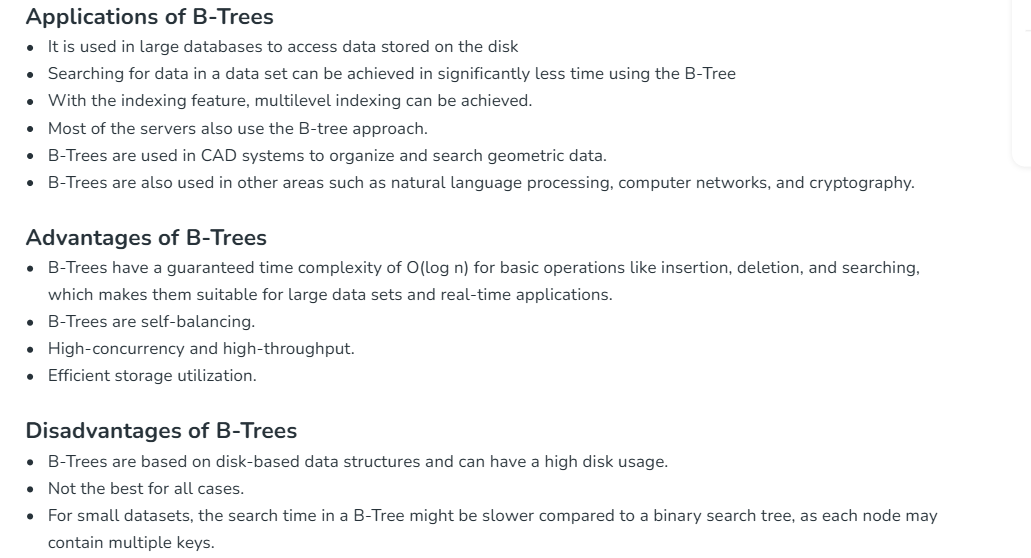 Applications of B-Trees
• It is used in large databases to access data stored on the disk
• Searching for data in a data set can be achieved in significantly less time using the B-Tree
• With the indexing feature, multilevel indexing can be achieved.
• Most of the servers also use the B-tree approach.
• B-Trees are used in CAD systems to organize and search geometric data.
• B-Trees are also used in other areas such as natural language processing, computer networks, and cryptography.
Advantages of B-Trees
• B-Trees have a guaranteed time complexity of O(log n) for basic operations like insertion, deletion, and searching,
which makes them suitable for large data sets and real-time applications.
• B-Trees are self-balancing.
• High-concurrency and high-throughput.
• Efficient storage utilization.
Disadvantages of B-Trees
• B-Trees are based on disk-based data structures and can have a high disk usage.
• Not the best for all cases.
• For small datasets, the search time in a B-Tree might be slower compared to a binary search tree, as each node may
contain multiple keys.